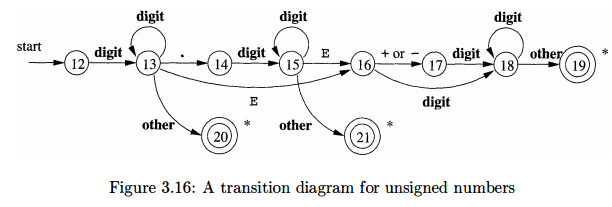 digit digit digit
start digit . digit E + or − digit other *
12 13 14 15 16 17 18 19
E digit
other * other *
20 21
Figure 3.16: A transition diagram for unsigned numbers